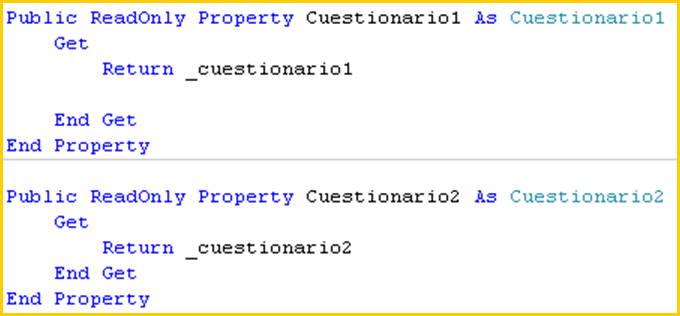 Public ReadOnly Property Cuestionario1 As Cuestionario1
    Get
        Return _cuestionario1
    End Get
End Property
Public ReadOnly Property Cuestionario2 As Cuestionario2
    Get
        Return _cuestionario2
    End Get
End Property